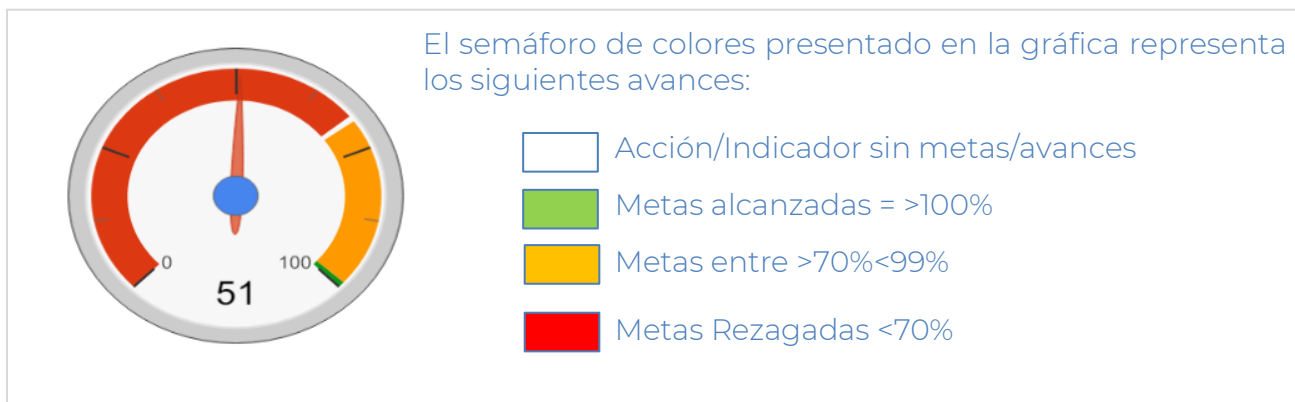 El semáforo de colores presentado en la gráfica representa
los siguientes avances:
Acción/Indicador sin metas/avances
Metas alcanzadas = >100%
Metas entre >70%<99%
Metas Rezagadas <70%
0
100
51